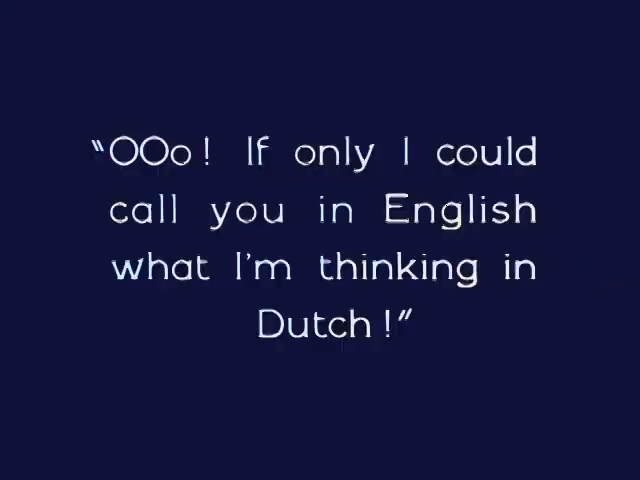 “OOo! If only I could
call you in English
what I'm thinking in
Dutch!”